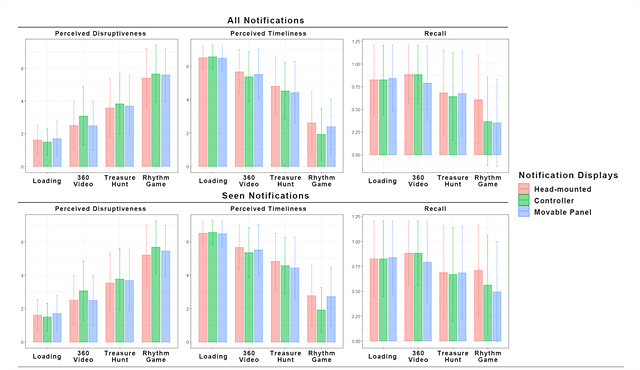 All Notifications
Perceived Disruptiveness Perceived Timeliness Recall
6
4
2
0
6
4
2
0
1.25
1.00
0.75
0.50
0.25
0.00
Loading 360 Video Treasure Hunt Rhythm Game
Loading 360 Video Treasure Hunt Rhythm Game
Loading 360 Video Treasure Hunt Rhythm Game
Notification Displays
Head-mounted
Controller
Movable Panel
Seen Notifications
Perceived Disruptiveness Perceived Timeliness Recall
6
4
2
0
6
4
2
0
1.25
1.00
0.75
0.50
0.25
0.00
Loading 360 Video Treasure Hunt Rhythm Game
Loading 360 Video Treasure Hunt Rhythm Game
Loading 360 Video Treasure Hunt Rhythm Game